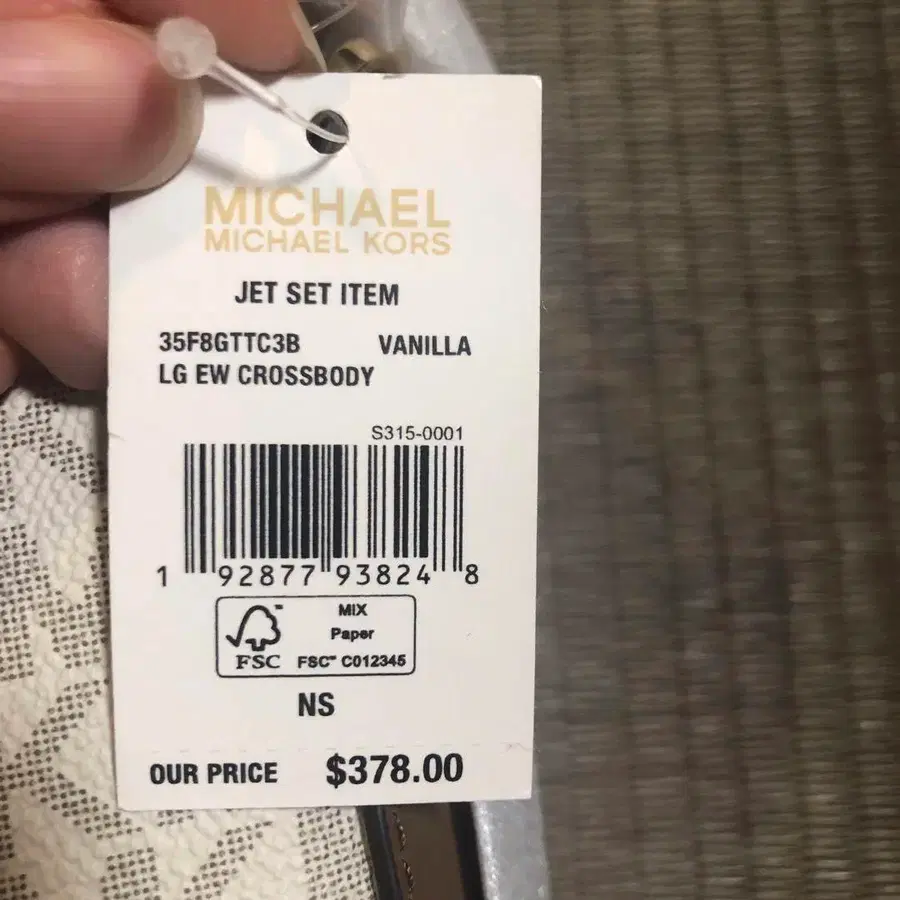 MICHAEL
MICHAEL KORS
JET SET ITEM
35F8GTTC3B VANILLA
LG EW CROSSBODY
S315-0001
1 92877 93824 8
FSC
MIX
Paper
FSC™ C012345
NS
OUR PRICE $378.00